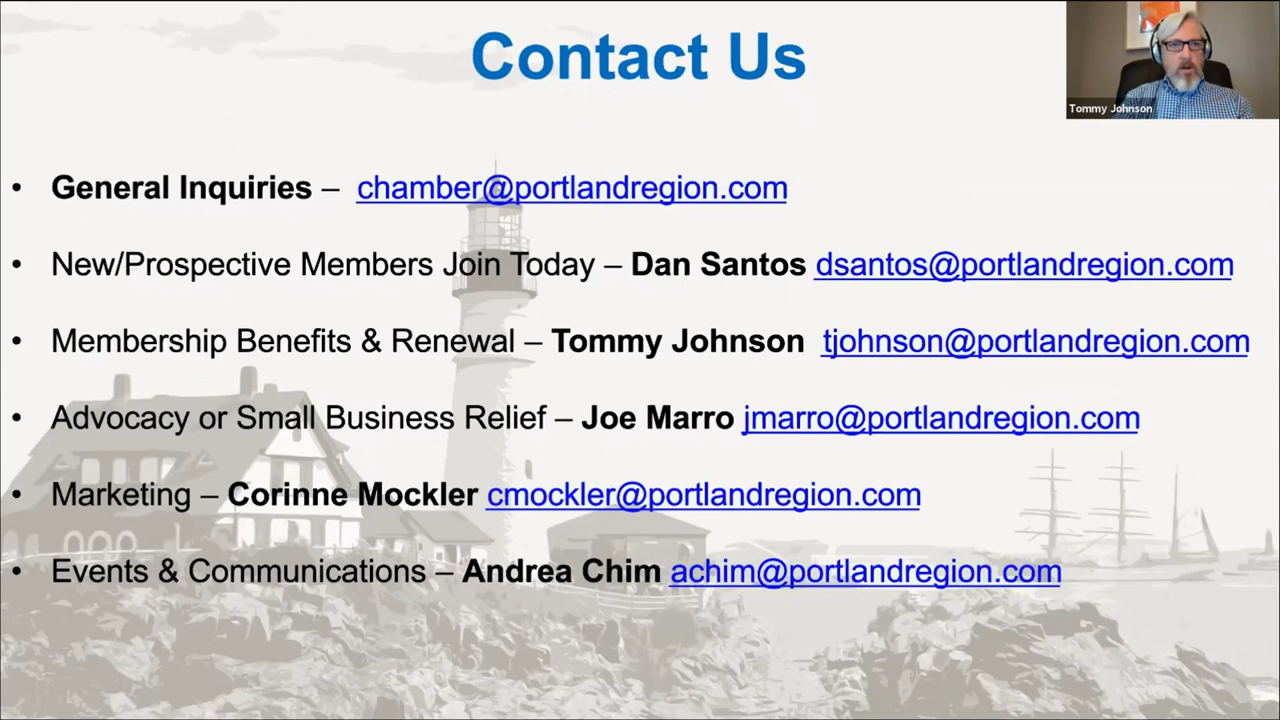 Contact Us
Tommy Johnson
• General Inquiries – chamber@portlandregion.com
• New/Prospective Members Join Today – Dan Santos dsantos@portlandregion.com
• Membership Benefits & Renewal – Tommy Johnson tjohnson@portlandregion.com
• Advocacy or Small Business Relief – Joe Marro jmarro@portlandregion.com
• Marketing – Corinne Mockler cmockler@portlandregion.com
• Events & Communications – Andrea Chim achim@portlandregion.com